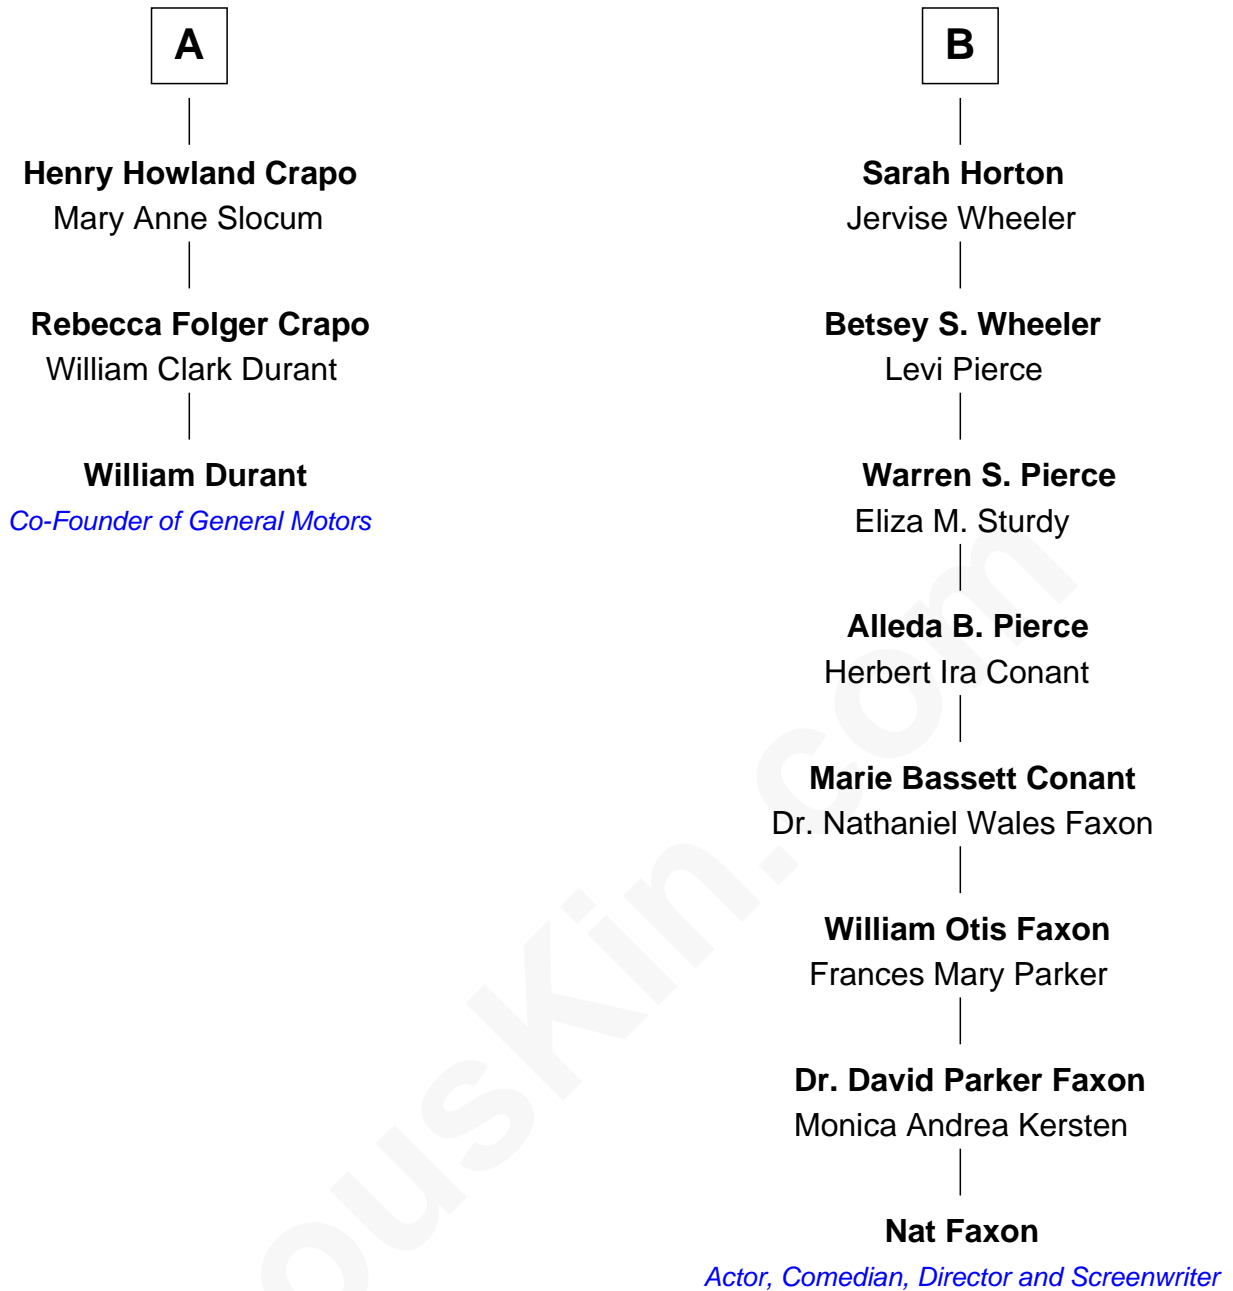 A
Henry Howland Crapo
Mary Anne Slocum
Rebecca Folger Crapo
William Clark Durant
William Durant
Co-Founder of General Motors
B
Sarah Horton
Jervise Wheeler
Betsey S. Wheeler
Levi Pierce
Warren S. Pierce
Eliza M. Sturdy
Alleda B. Pierce
Herbert Ira Conant
Marie Bassett Conant
Dr. Nathaniel Wales Faxon
William Otis Faxon
Frances Mary Parker
Dr. David Parker Faxon
Monica Andrea Kersten
Nat Faxon
Actor, Comedian, Director and Screenwriter
ousKin.com